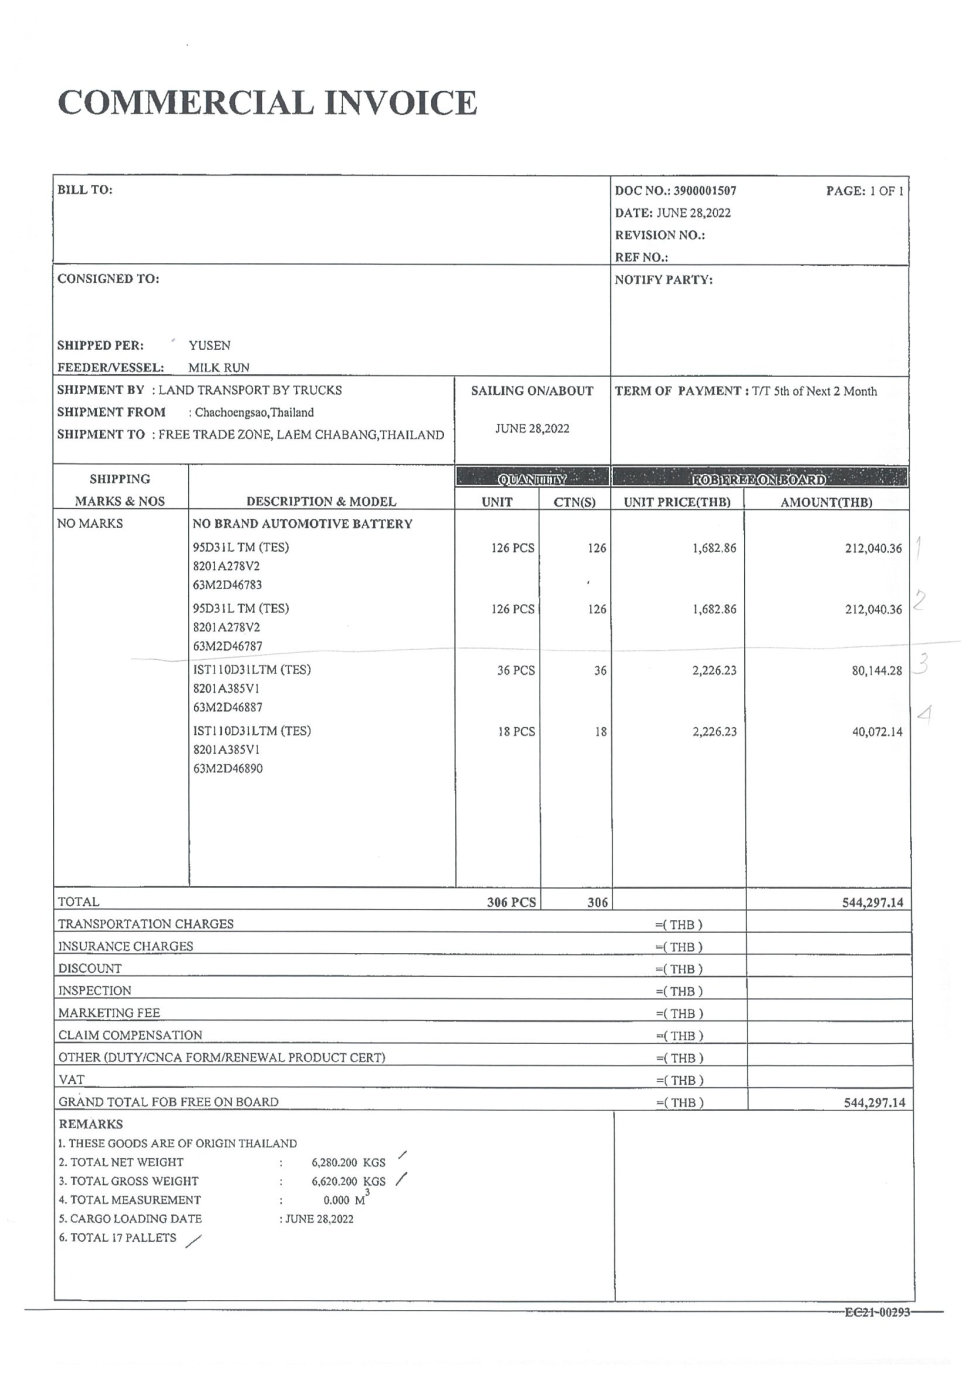 COMMERCIAL INVOICE
BILL TO:
DOC NO.: 3900001507 PAGE: 1 OF 1
DATE: JUNE 28,2022
REVISION NO.:
REF NO.:
CONSIGNED TO:
NOTIFY PARTY:
SHIPPED PER: YUSEN
FEEDER/VESSEL: MILK RUN
SHIPMENT BY : LAND TRANSPORT BY TRUCKS
SHIPMENT FROM : Chachoengsao,Thailand
SHIPMENT TO : FREE TRADE ZONE, LAEM CHABANG,THAILAND
SAILING ON/ABOUT
JUNE 28,2022
TERM OF PAYMENT : T/T 5th of Next 2 Month
SHIPPING QUANTITY FOB FREE ON BOARD
MARKS & NOS DESCRIPTION & MODEL UNIT CTN(S) UNIT PRICE(THB) AMOUNT(THB)
NO MARKS NO BRAND AUTOMOTIVE BATTERY
95D31L TM (TES) 126 PCS 126 1,682.86 212,040.36 1
8201A278V2
63M2D46783
95D31L TM (TES) 126 PCS 126 1,682.86 212,040.36 2
8201A278V2
63M2D46787
IST110D31LTM (TES) 36 PCS 36 2,226.23 80,144.28 3
8201A385V1
63M2D46887
IST110D31LTM (TES) 18 PCS 18 2,226.23 40,072.14 4
8201A385V1
63M2D46890
TOTAL 306 PCS 306 544,297.14
TRANSPORTATION CHARGES =( THB )
INSURANCE CHARGES =( THB )
DISCOUNT =( THB )
INSPECTION =( THB )
MARKETING FEE =( THB )
CLAIM COMPENSATION =( THB )
OTHER (DUTY/CNCA FORM/RENEWAL PRODUCT CERT) =( THB )
VAT =( THB )
GRAND TOTAL FOB FREE ON BOARD =( THB ) 544,297.14
REMARKS
1. THESE GOODS ARE OF ORIGIN THAILAND
2. TOTAL NET WEIGHT : 6,280.200 KGS
3. TOTAL GROSS WEIGHT : 6,620.200 KGS
4. TOTAL MEASUREMENT : 0.000 M³
5. CARGO LOADING DATE : JUNE 28,2022
6. TOTAL 17 PALLETS
EC21-00293